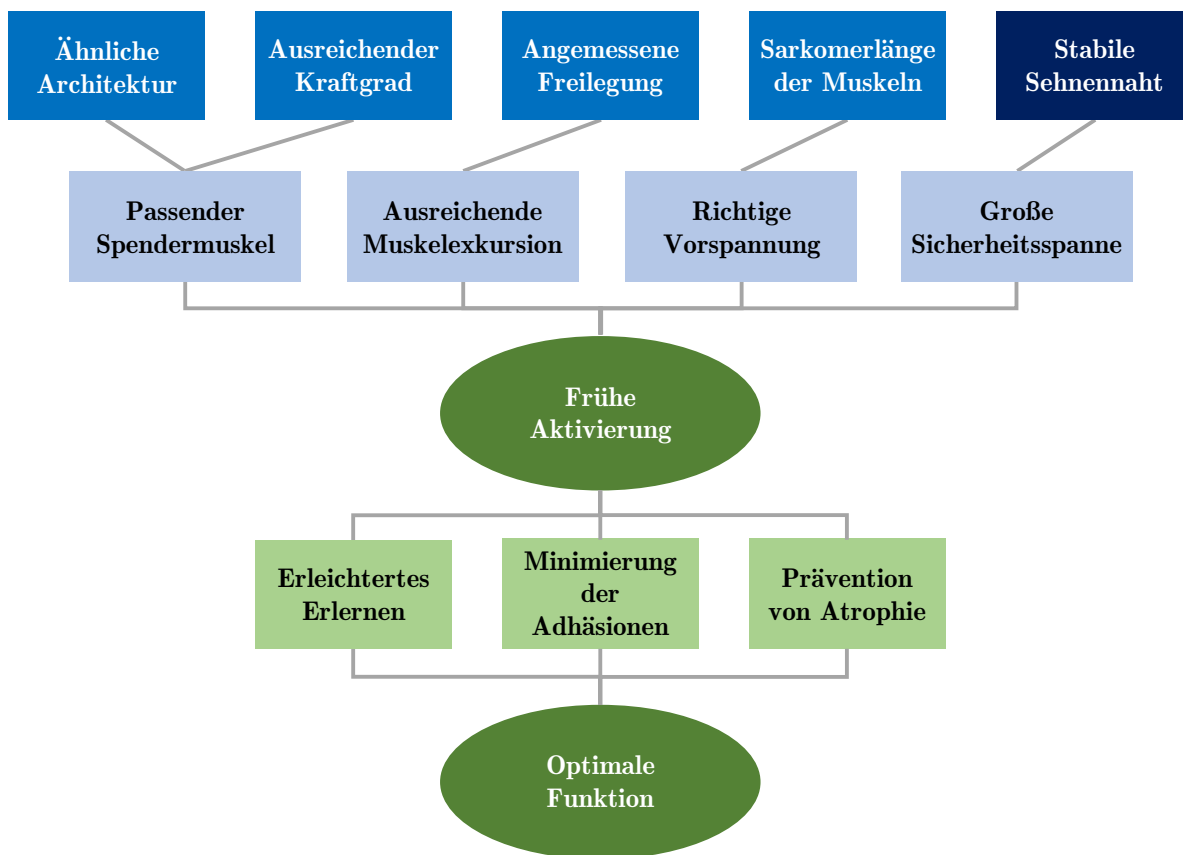 Ähnliche
Architektur
Ausreichender
Kraftgrad
Angemessene
Freilegung
Sarkomerlänge
der Muskeln
Stabile
Sehnennaht
Passender
Spendermuskel
Ausreichende
Muskelexkursion
Richtige
Vorspannung
Große
Sicherheitsspanne
Frühe
Aktivierung
Erleichtertes
Erlernen
Minimierung
der
Adhäsionen
Prävention
von Atrophie
Optimale
Funktion